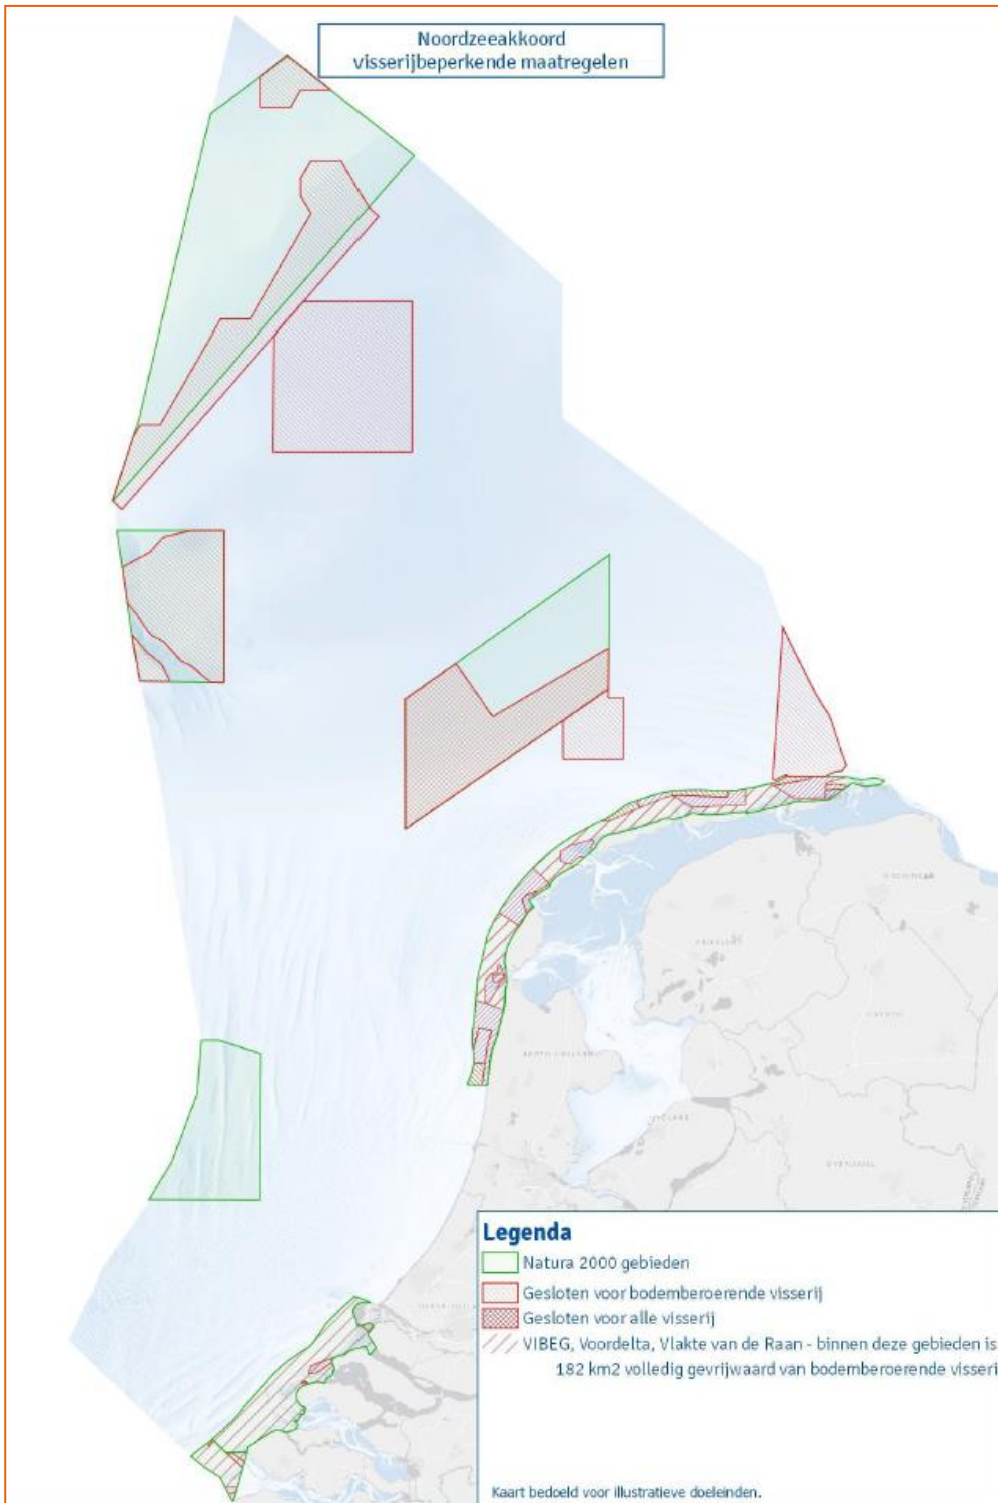 Noordzeeakkoord
visserijbeperkende maatregelen
Legenda
Natura 2000 gebieden
Gesloten voor bodemberoerende visserij
Gesloten voor alle visserij
VIBEG, Voordelta, Vlakte van de Raan - binnen deze gebieden is
182 km2 volledig gevrijwaard van bodemberoerende visseri
Kaart bedoeld voor illustratieve doeleinden.